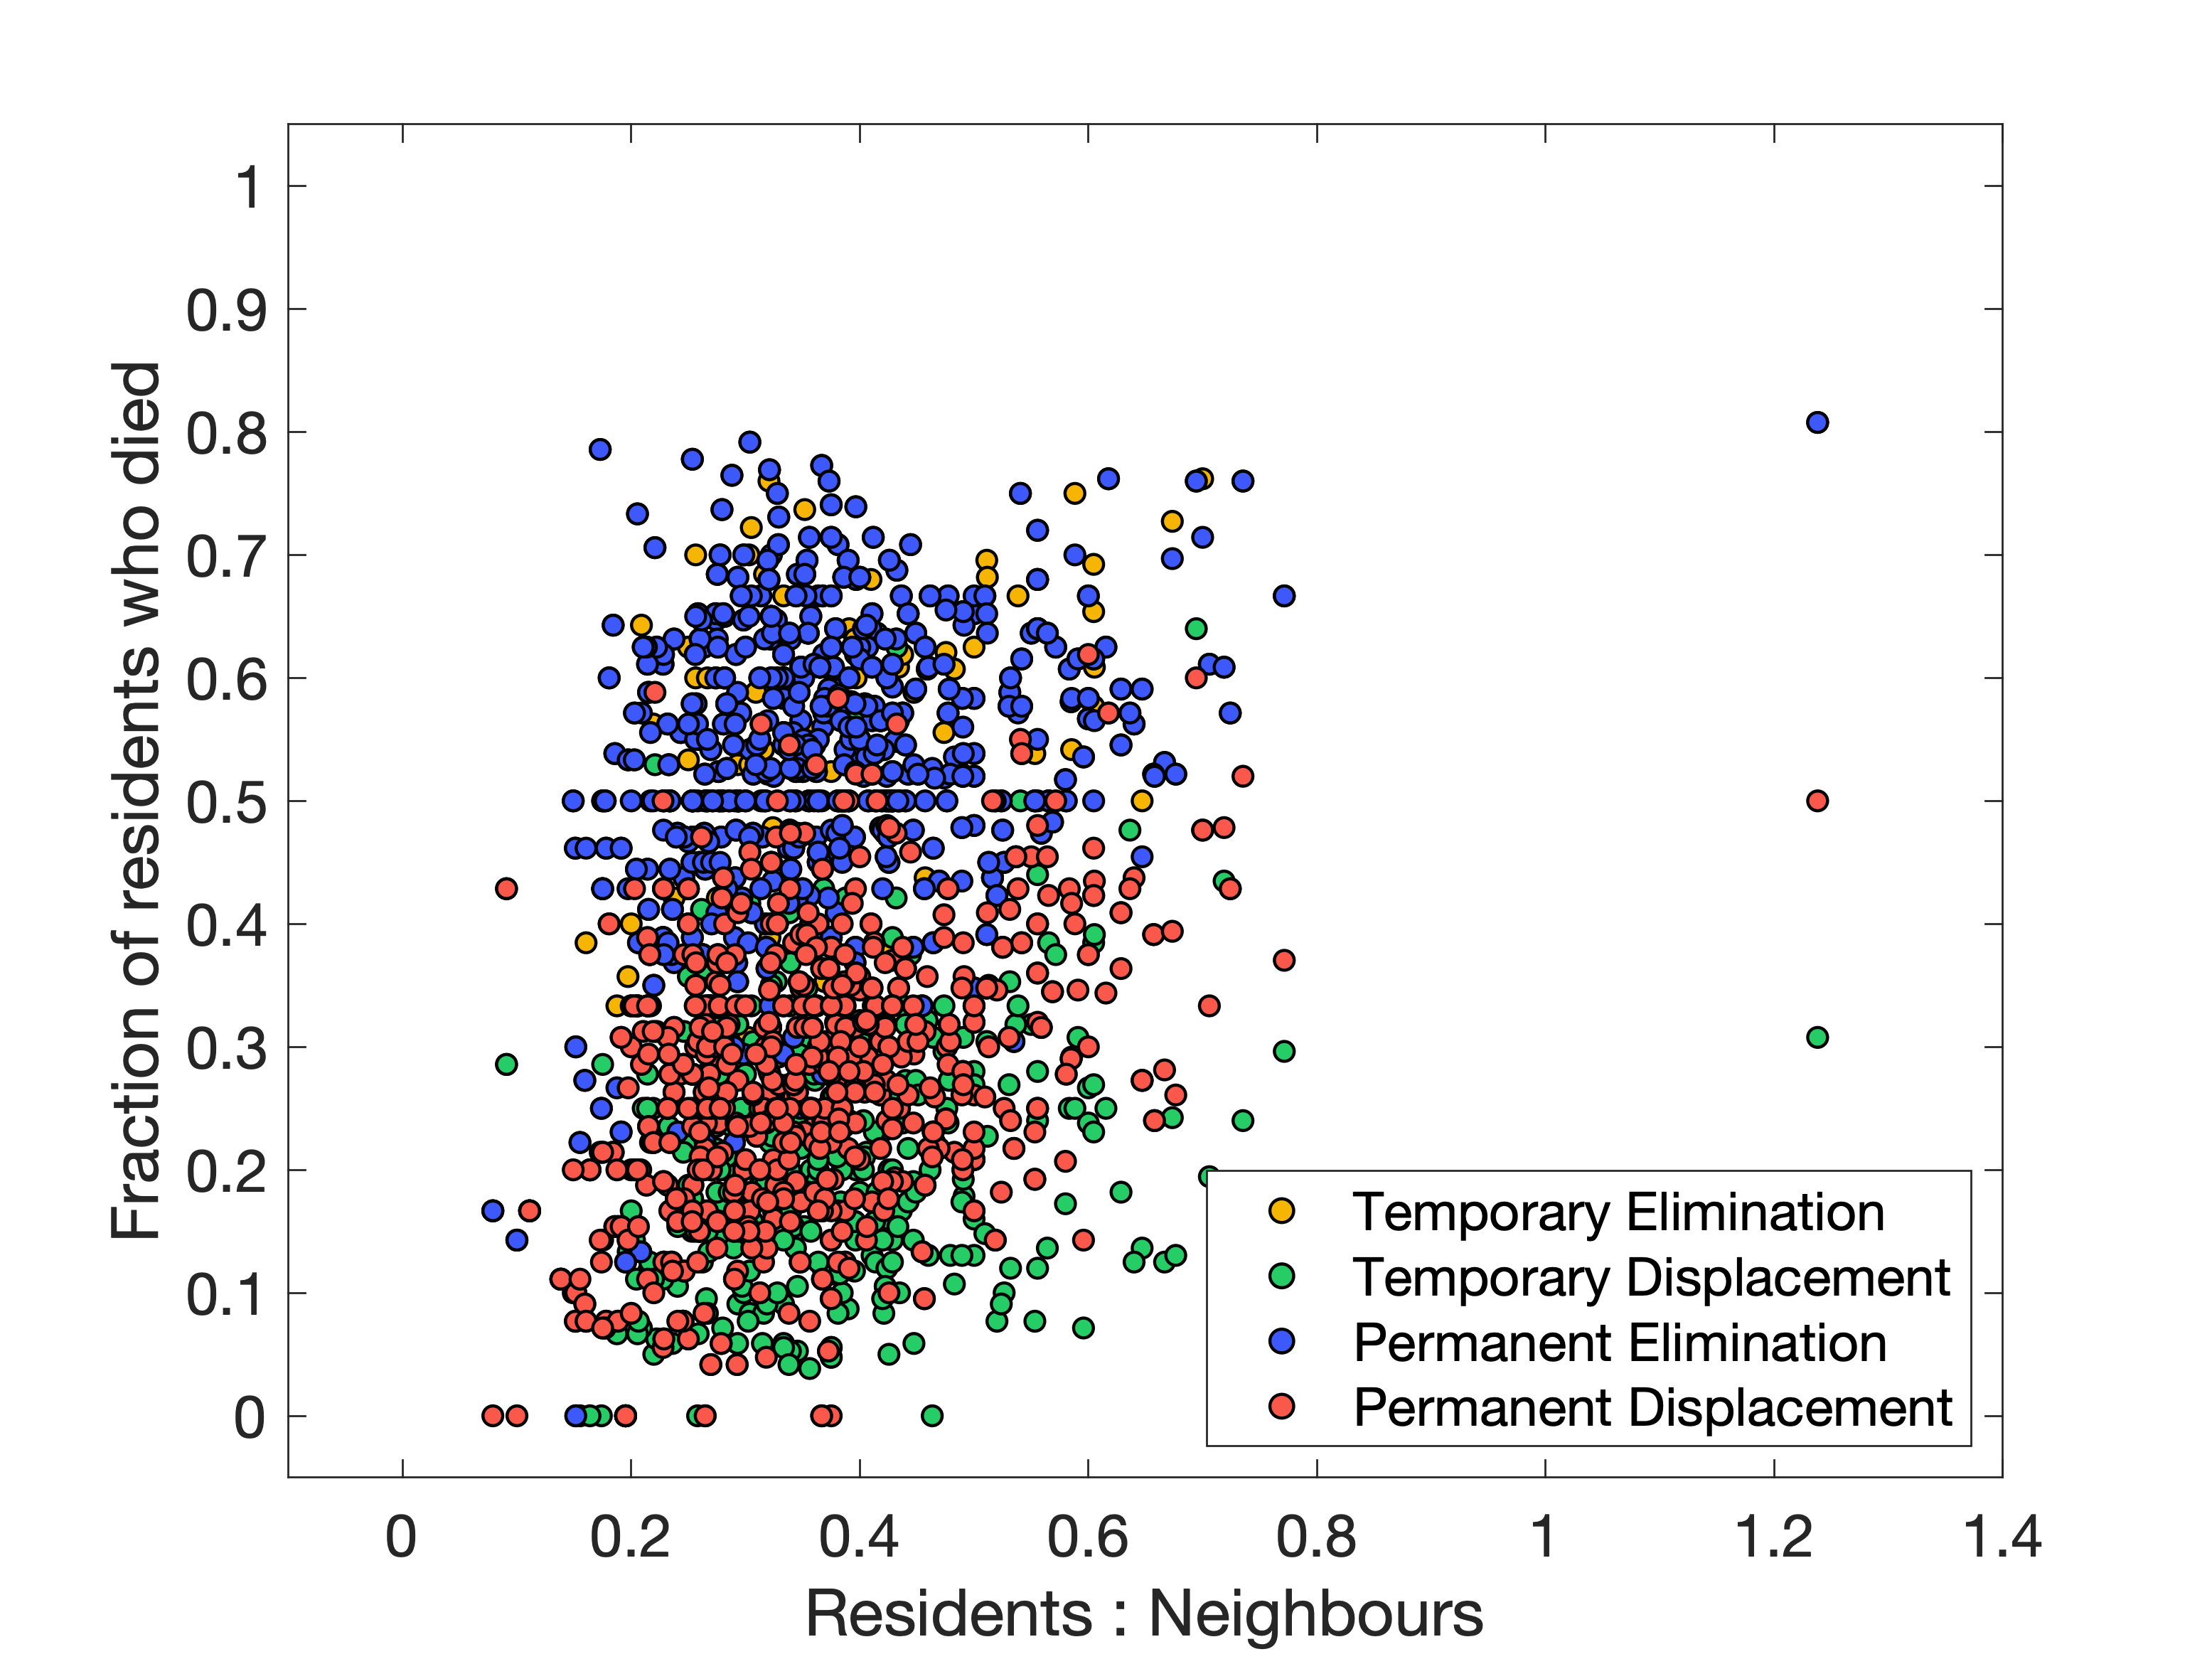 1
0.9
0.8
0.7
0.6
0.5
0.4
0.3
0.2
0.1
0
Fraction of residents who died
Temporary Elimination
Temporary Displacement
Permanent Elimination
Permanent Displacement
0 0.2 0.4 0.6 0.8 1 1.2 1.4
Residents : Neighbours